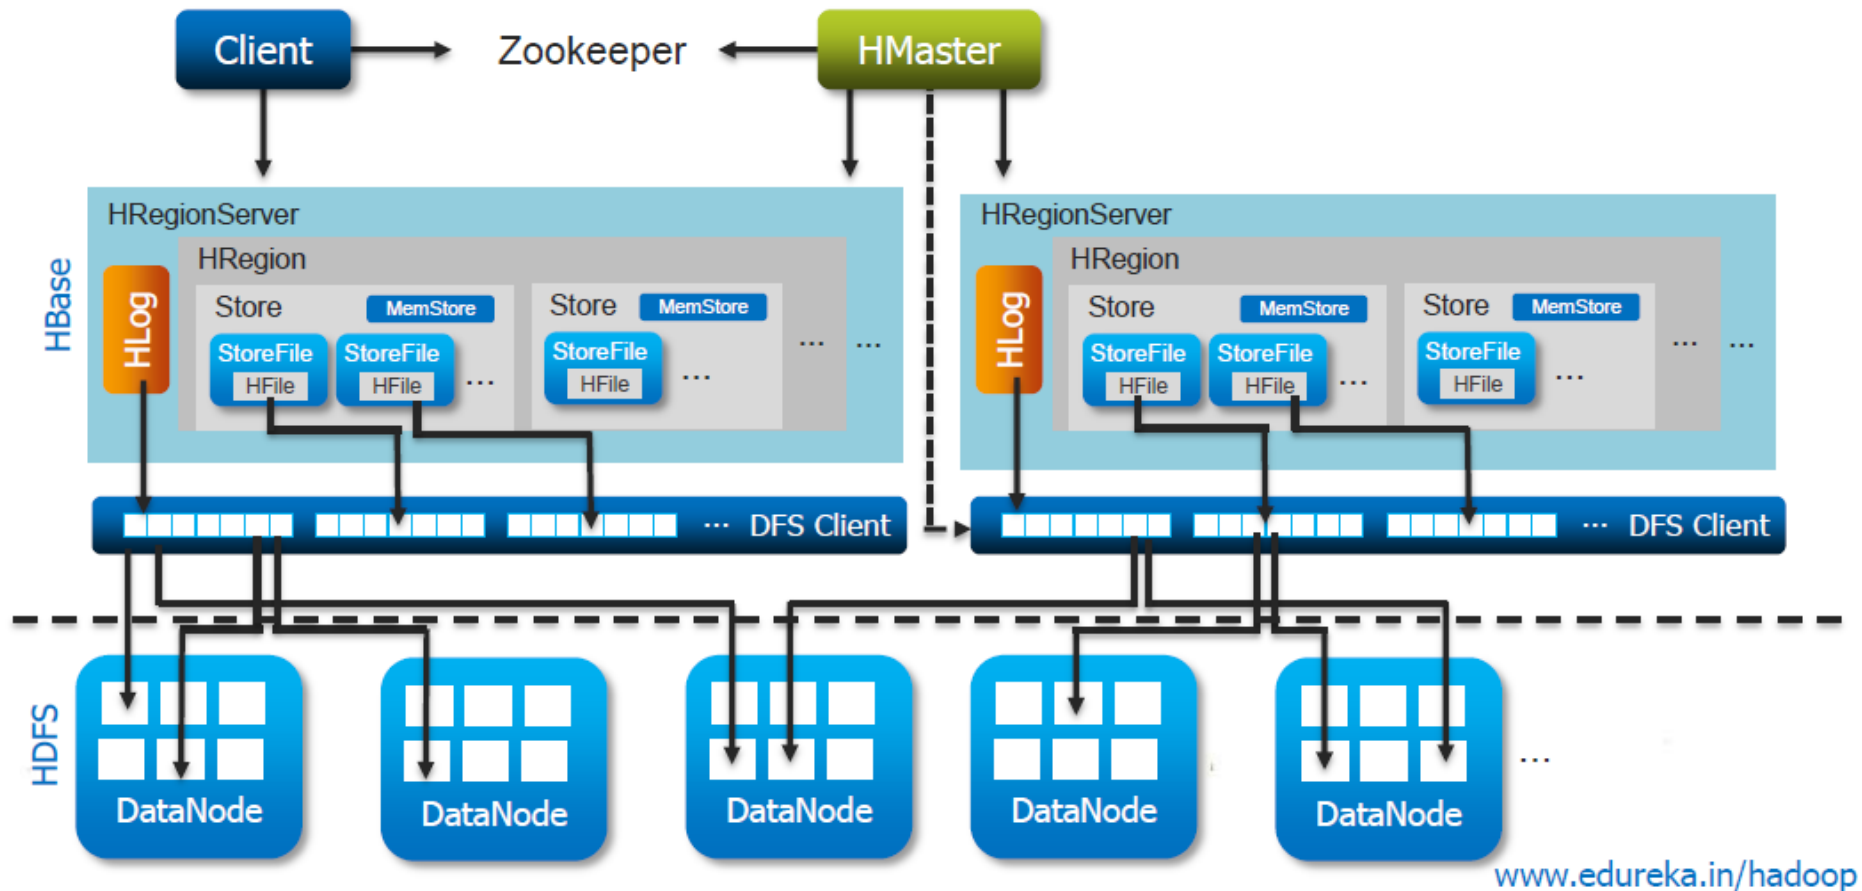 Client
Zookeeper
HMaster
HBase
HRegionServer
HLog
HRegion
Store
MemStore
StoreFile
HFile
StoreFile
HFile
...
Store
MemStore
StoreFile
HFile
...
... ...
HRegionServer
HLog
HRegion
Store
MemStore
StoreFile
HFile
StoreFile
HFile
...
Store
MemStore
StoreFile
HFile
...
... ...
... DFS Client
... DFS Client
HDFS
DataNode
DataNode
DataNode
DataNode
DataNode
...
www.edureka.in/hadoop